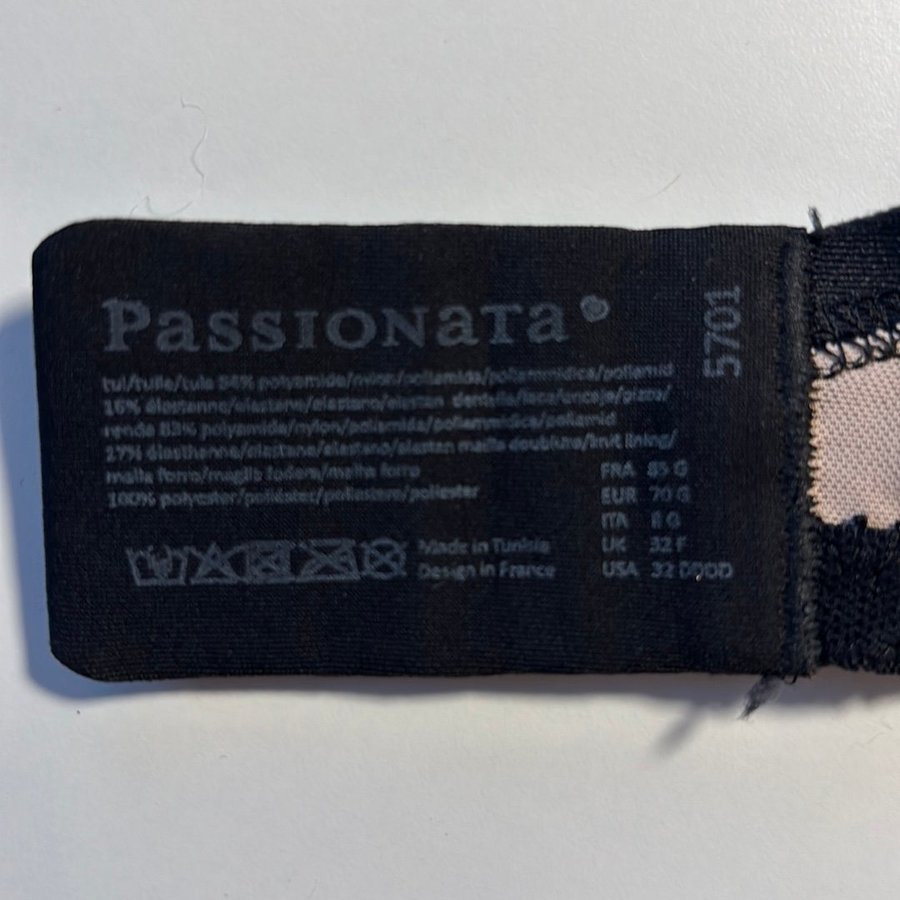 Passionata
5701
tul/tulle/tule 84% polyamide/nylon/poliamida/poliammidica/poliamid
16% élasthanne/elastane/elastano/elastan dentelle/lace/encaje/pizzo/
renda 83% polyamide/nylon/poliamida/poliammidica/poliamid
17% élasthanne/elastane/elastano/elastan maille doublure/knit lining/
malla forro/maglia fodera/malha forro
100% polyester/poliéster/poliestere/poliester
FRA 85 G
EUR 70 G
ITA 8 G
UK 32 F
USA 32 DDDD
Made in Tunisia
Design in France